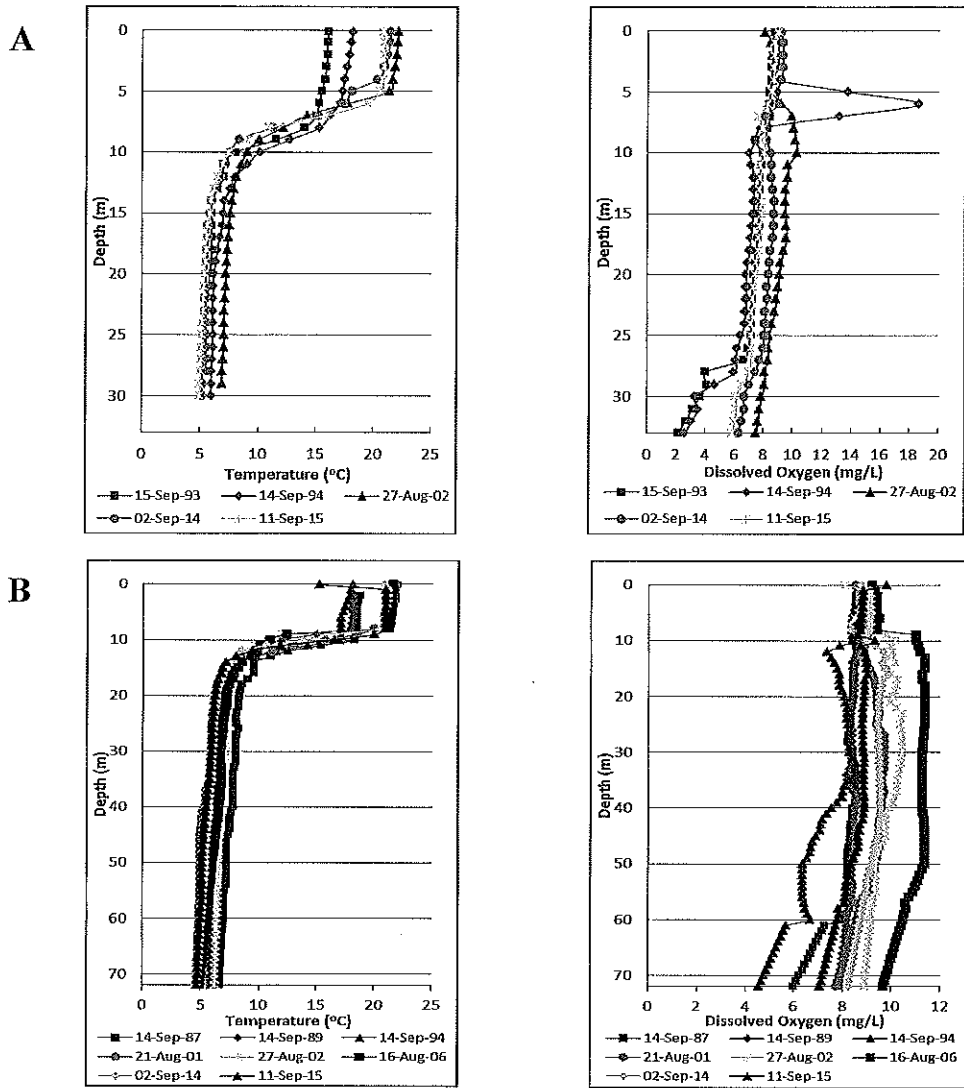 A
0
5
10
15
20
25
30
Depth (m)
0 5 10 15 20 25
Temperature (°C)
15-Sep-93 14-Sep-94 27-Aug-02
02-Sep-14 11-Sep-15
0
5
10
15
20
25
30
Depth (m)
0 2 4 6 8 10 12 14 16 18 20
Dissolved Oxygen (mg/L)
15-Sep-93 14-Sep-94 27-Aug-02
02-Sep-14 11-Sep-15
B
0
10
20
30
40
50
60
70
Depth (m)
0 5 10 15 20 25
Temperature (°C)
14-Sep-87 14-Sep-89 14-Sep-94
21-Aug-01 27-Aug-02 16-Aug-06
02-Sep-14 11-Sep-15
0
10
20
30
40
50
60
70
Depth (m)
0 2 4 6 8 10 12
Dissolved Oxygen (mg/L)
14-Sep-87 14-Sep-89 14-Sep-94
21-Aug-01 27-Aug-02 16-Aug-06
02-Sep-14 11-Sep-15